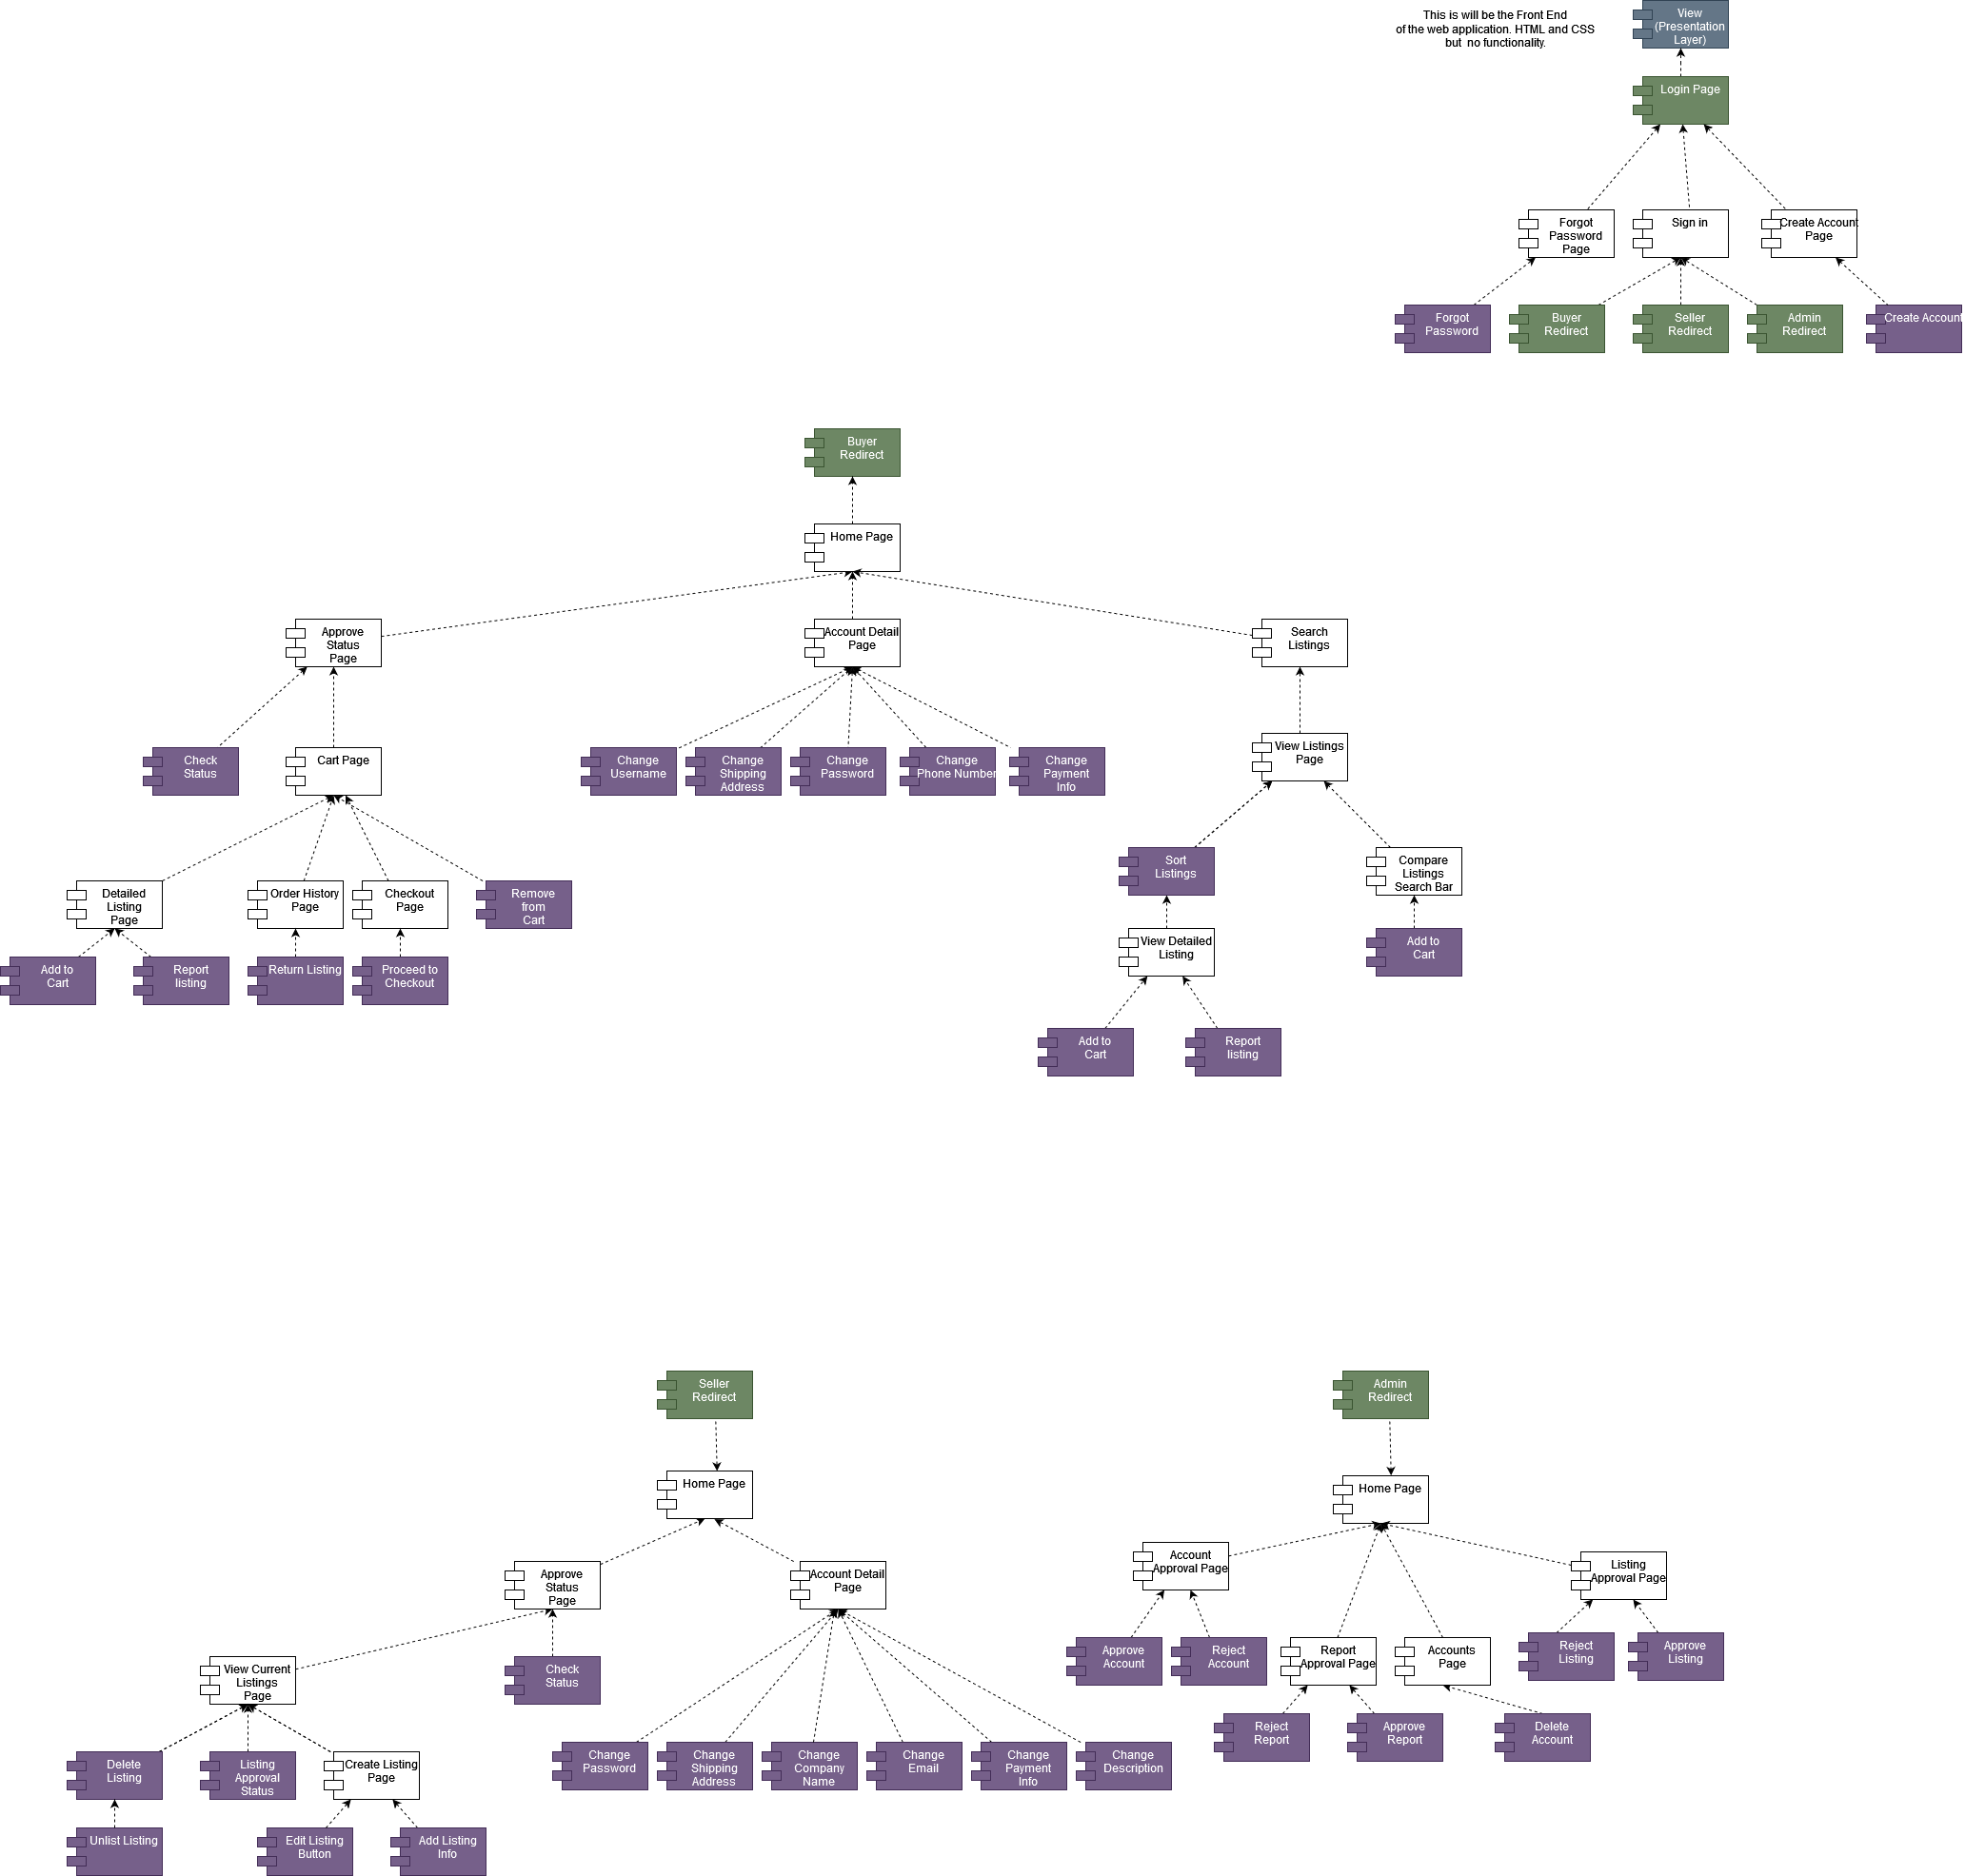 This is will be the Front End
of the web application. HTML and CSS
but  no functionality.
View
(Presentation
Layer)
Login Page
Forgot
Password
Page
Sign in
Create Account
Page
Forgot
Password
Buyer
Redirect
Seller
Redirect
Admin
Redirect
Create Account
Buyer
Redirect
Home Page
Approve
Status
Page
Account Detail
Page
Search
Listings
Check
Status
Cart Page
Change
Username
Change
Shipping
Address
Change
Password
Change
Phone Number
Change
Payment
Info
View Listings
Page
Detailed
Listing
Page
Order History
Page
Checkout
Page
Remove
from
Cart
Sort
Listings
Compare
Listings
Search Bar
Add to
Cart
Report
listing
Return Listing
Proceed to
Checkout
View Detailed
Listing
Add to
Cart
Add to
Cart
Report
listing
Seller
Redirect
Home Page
Approve
Status
Page
Account Detail
Page
View Current
Listings
Page
Check
Status
Delete
Listing
Listing
Approval
Status
Create Listing
Page
Change
Password
Change
Shipping
Address
Change
Company
Name
Change
Email
Change
Payment
Info
Change
Description
Unlist Listing
Edit Listing
Button
Add Listing
Info
Admin
Redirect
Home Page
Account
Approval Page
Listing
Approval Page
Approve
Account
Reject
Account
Report
Approval Page
Accounts
Page
Reject
Listing
Approve
Listing
Reject
Report
Approve
Report
Delete
Account